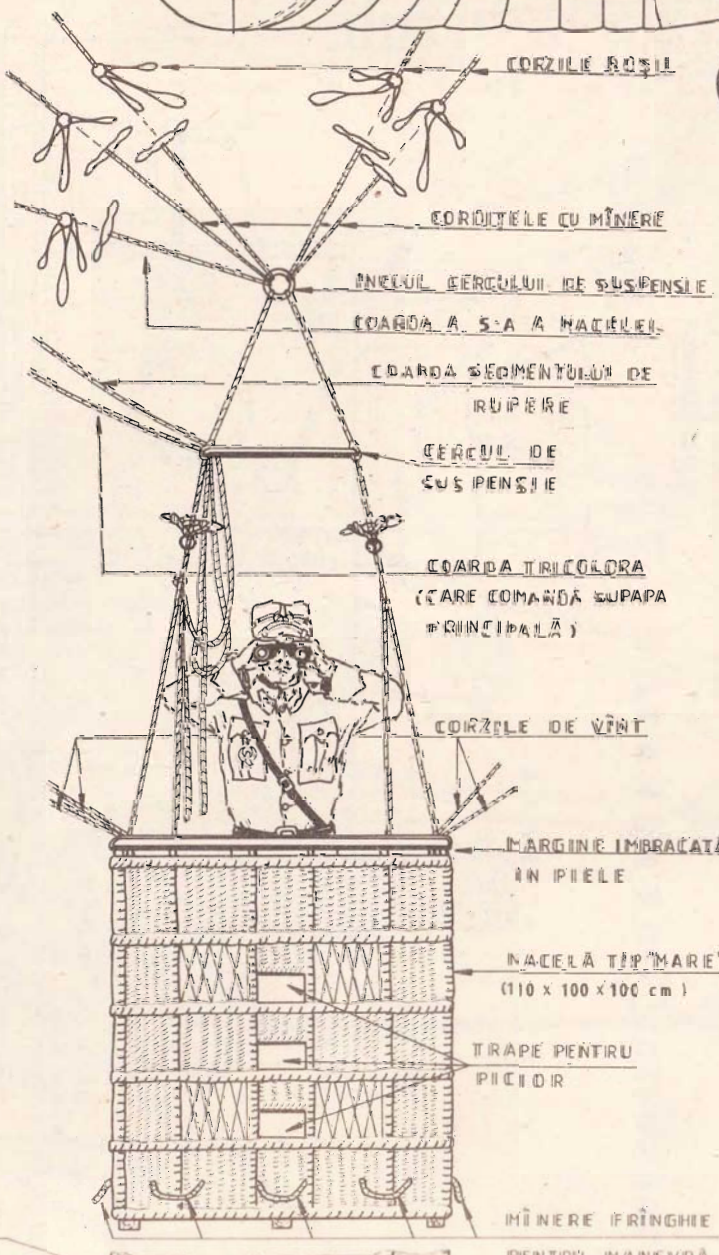 CORZILE ROȘII
CORDIȚELE CU MÎNERE
INELUL CERCULUI DE SUSPENSIE
COARDA A 5-A A NACELEI
COARDA SEGMENTULUI DE
RUPERE
CERCUL DE
SUSPENSIE
COARDA TRICOLORA
(CARE COMANDĂ SUPAPA
PRINCIPALĂ)
CORZILE DE VÎNT
MARGINE IMBRACATĂ
IN PIELE
NACELĂ TIP "MARE"
(110 x 100 x 100 cm)
TRAPE PENTRU
PICIOR
MÎNERE FRÎNGHIE
PENTRU MANEVRĂ